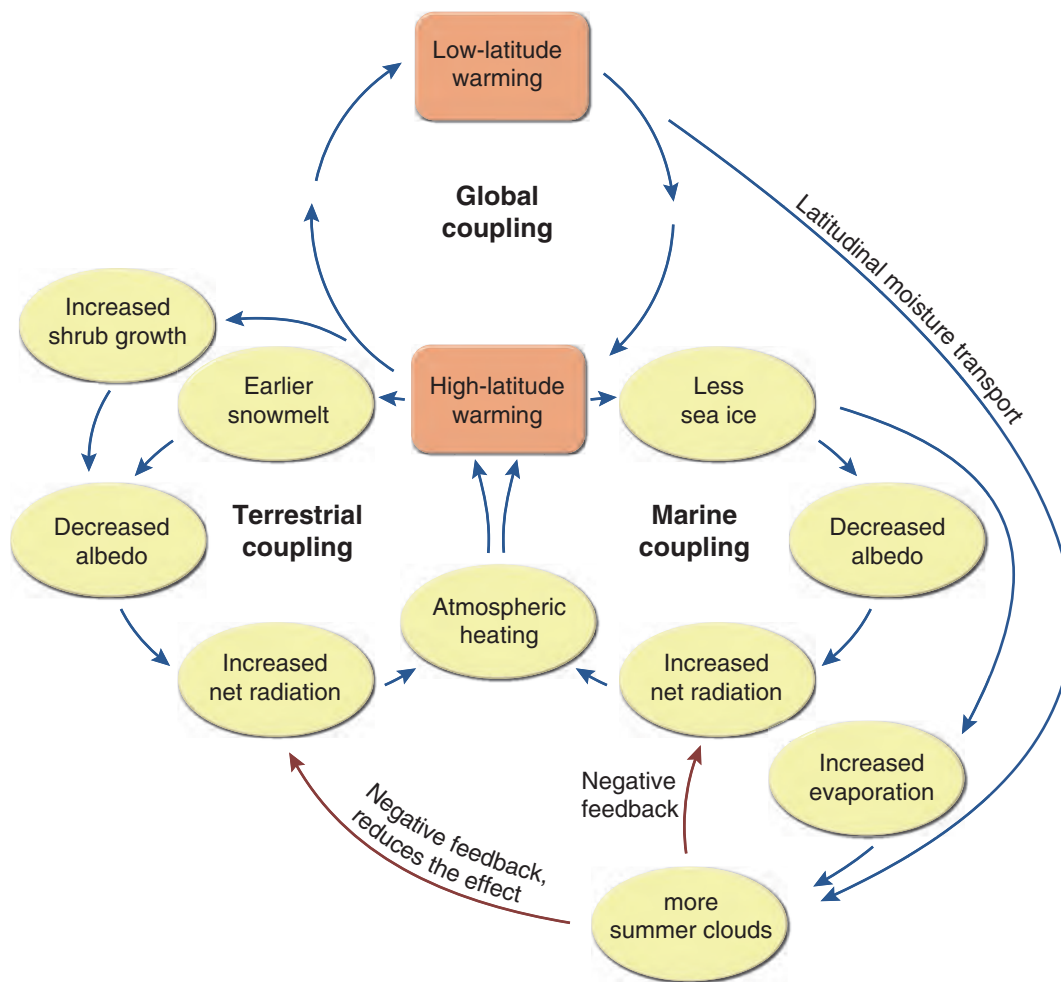 Low-latitude
warming
Global
coupling
Latitudinal moisture transport
Increased
shrub growth
Earlier
snowmelt
High-latitude
warming
Less
sea ice
Decreased
albedo
Terrestrial
coupling
Marine
coupling
Decreased
albedo
Atmospheric
heating
Increased
net radiation
Increased
net radiation
Increased
evaporation
Negative
feedback
Negative feedback,
reduces the effect
more
summer clouds